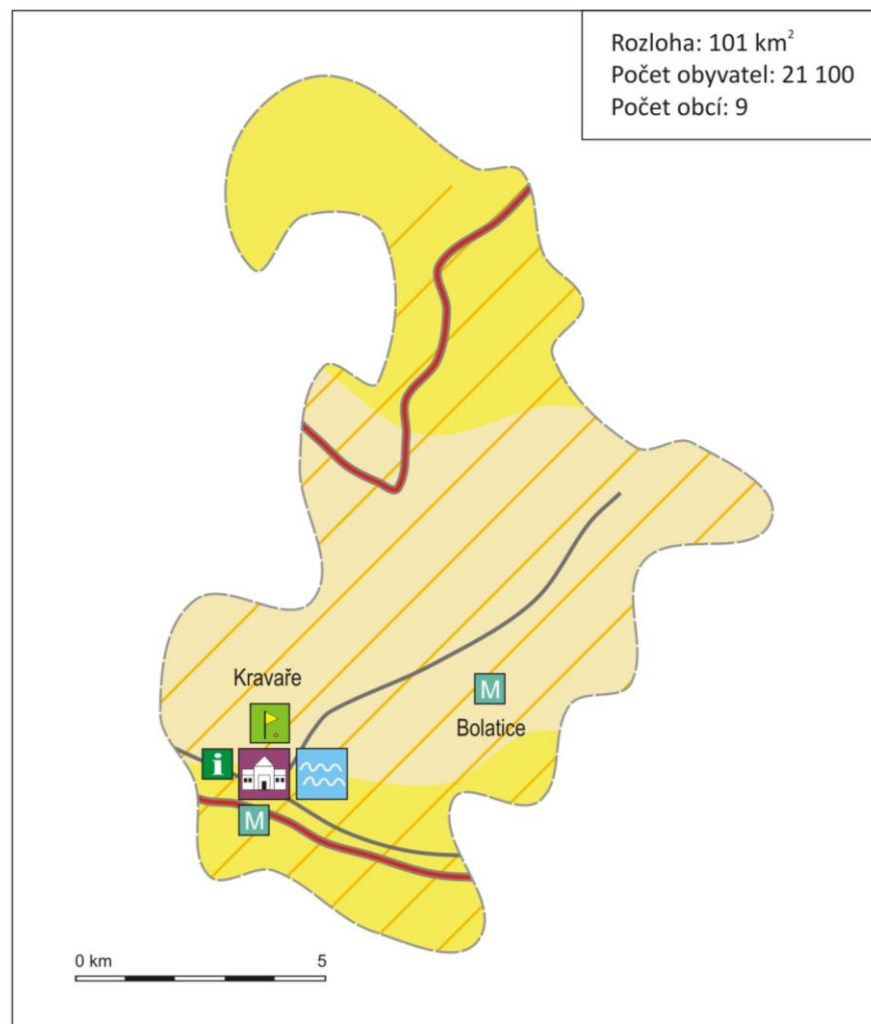 Rozloha: 101 km²
Počet obyvatel: 21 100
Počet obcí: 9
Kravaře
M
Bolatice
i
M
0 km 5